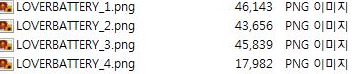 LOVERBATTERY_1.png 46,143 PNG 이미지
LOVERBATTERY_2.png 43,656 PNG 이미지
LOVERBATTERY_3.png 45,839 PNG 이미지
LOVERBATTERY_4.png 17,982 PNG 이미지